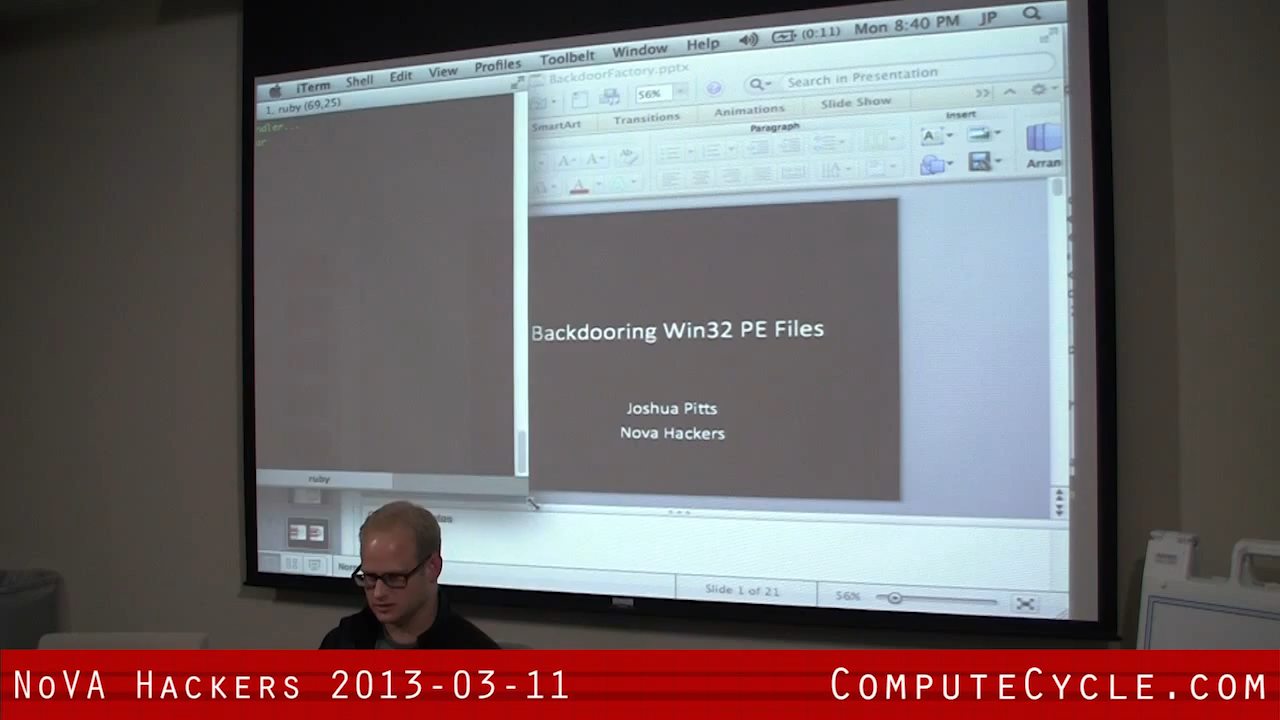 iTerm Shell Edit View Profiles Toolbelt Window Help (0:11) Mon 8:40 PM JP
1. ruby (69,25)
BackdoorFactory.pptx
56% Search in Presentation
SmartArt Transitions Animations Slide Show
Paragraph Insert
Arran
ndler...
Backdooring Win32 PE Files
Joshua Pitts
Nova Hackers
ruby
Slide 1 of 21 56%
NoVA Hackers 2013-03-11 ComputeCycle.com